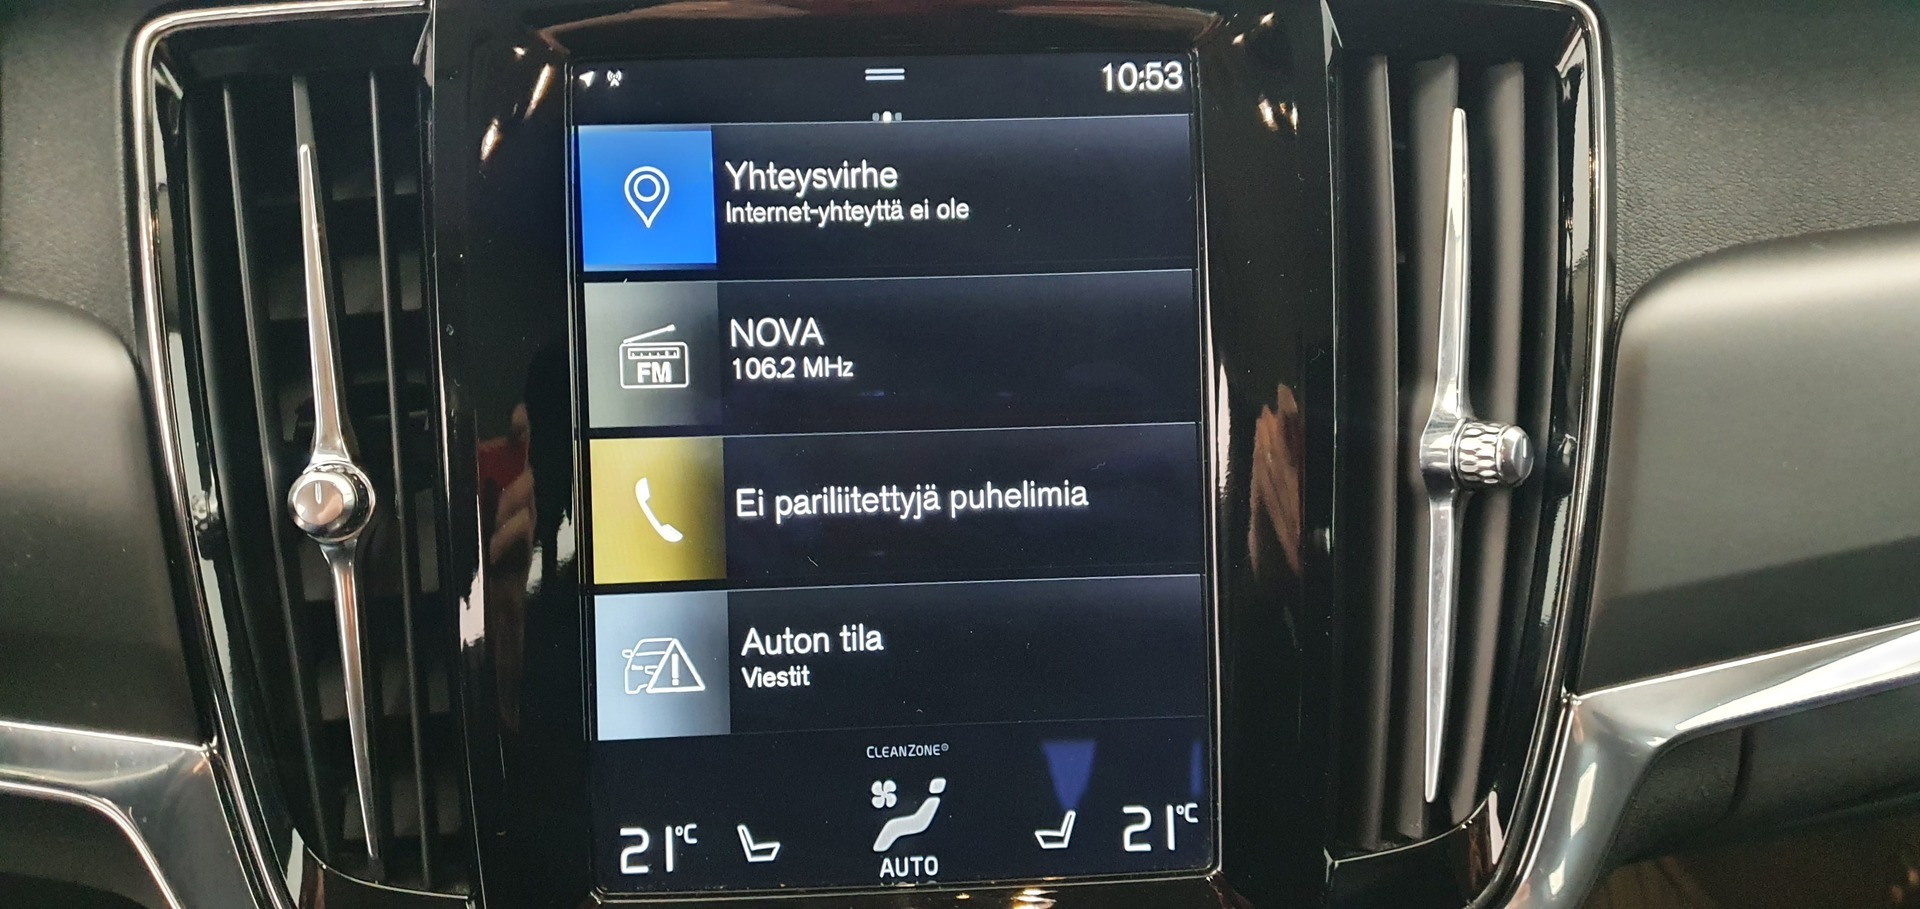 10:53
Yhteysvirhe
Internet-yhteyttä ei ole
NOVA
106.2 MHz
FM
Ei pariliitettyjä puhelimia
Auton tila
Viestit
CLEANZONE®
21°C
21°C
AUTO